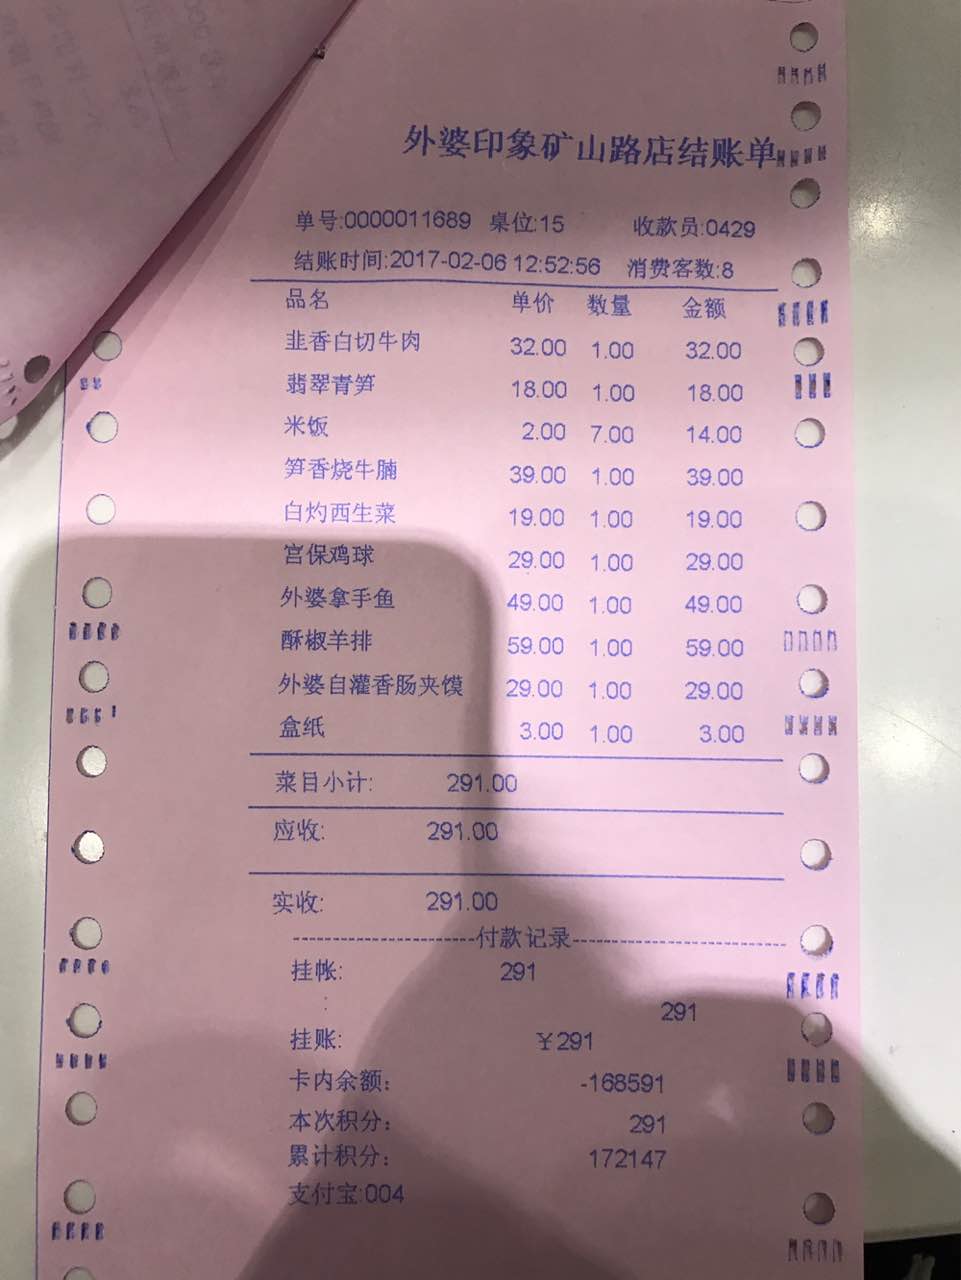 外婆印象矿山路店结账单
单号:0000011689 桌位:15 收款员:0429
结账时间:2017-02-06 12:52:56 消费客数:8
品名 单价 数量 金额
韭香白切牛肉 32.00 1.00 32.00
翡翠青笋 18.00 1.00 18.00
米饭 2.00 7.00 14.00
笋香烧牛腩 39.00 1.00 39.00
白灼西生菜 19.00 1.00 19.00
宫保鸡球 29.00 1.00 29.00
外婆拿手鱼 49.00 1.00 49.00
酥椒羊排 59.00 1.00 59.00
外婆自灌香肠夹馍 29.00 1.00 29.00
盒纸 3.00 1.00 3.00
菜目小计: 291.00
应收: 291.00
实收: 291.00
------------------付款记录------------------
挂帐: 291
: 291
挂账: ¥291
卡内余额: -168591
本次积分: 291
累计积分: 172147
支付宝:004